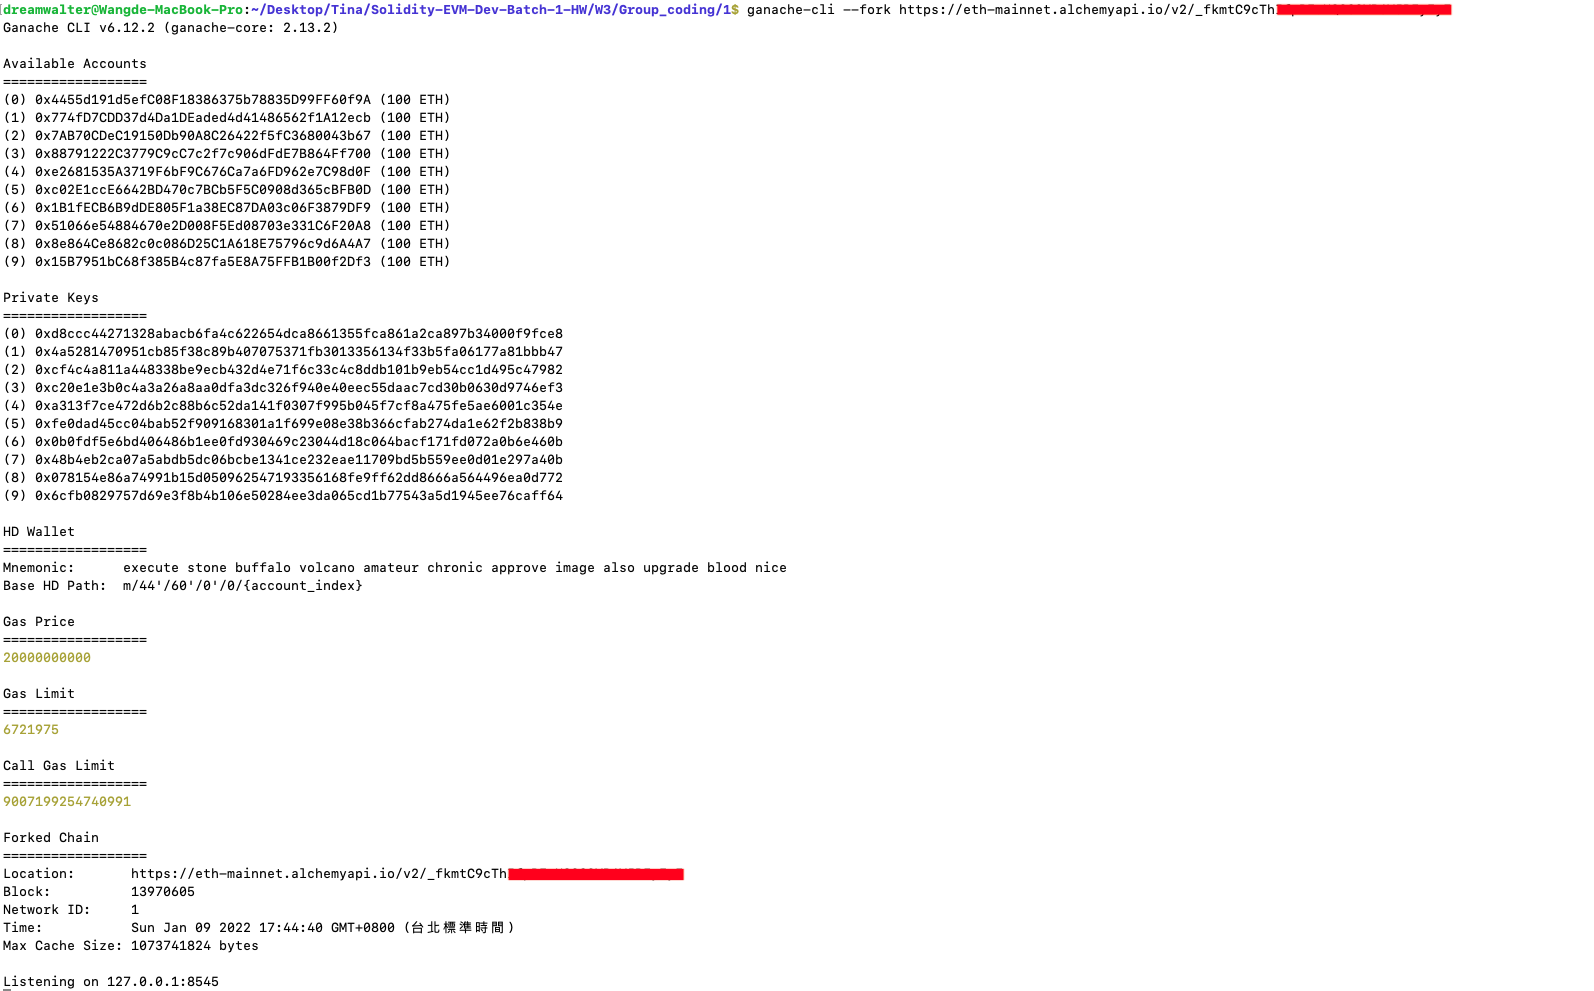 dreamwalter@Wangde-MacBook-Pro:~/Desktop/Tina/Solidity-EVM-Dev-Batch-1-HW/W3/Group_coding/1$ ganache-cli --fork https://eth-mainnet.alchemyapi.io/v2/_fkmtC9cTh
Ganache CLI v6.12.2 (ganache-core: 2.13.2)
Available Accounts
==================
(0) 0x4455d191d5efC08F18386375b78835D99FF60f9A (100 ETH)
(1) 0x774fD7CDD37d4Da1DEaded4d41486562f1A12ecb (100 ETH)
(2) 0x7AB70CDeC19150Db90A8C26422f5fC3680043b67 (100 ETH)
(3) 0x88791222C3779C9cC7c2f7c906dFdE7B864Ff700 (100 ETH)
(4) 0xe2681535A3719F6bF9C676Ca7a6FD962e7C98d0F (100 ETH)
(5) 0xc02E1ccE6642BD470c7BCb5F5C0908d365cBFB0D (100 ETH)
(6) 0x1B1fECB6B9dDE805F1a38EC87DA03c06F3879DF9 (100 ETH)
(7) 0x51066e54884670e2D008F5Ed08703e331C6F20A8 (100 ETH)
(8) 0x8e864Ce8682c0c086D25C1A618E75796c9d6A4A7 (100 ETH)
(9) 0x15B7951bC68f385B4c87fa5E8A75FFB1B00f2Df3 (100 ETH)
Private Keys
==================
(0) 0xd8ccc44271328abacb6fa4c622654dca8661355fca861a2ca897b34000f9fce8
(1) 0x4a5281470951cb85f38c89b407075371fb3013356134f33b5fa06177a81bbb47
(2) 0xcf4c4a811a448338be9ecb432d4e71f6c33c4c8ddb101b9eb54cc1d495c47982
(3) 0xc20e1e3b0c4a3a26a8aa0dfa3dc326f940e40eec55daac7cd30b0630d9746ef3
(4) 0xa313f7ce472d6b2c88b6c52da141f0307f995b045f7cf8a475fe5ae6001c354e
(5) 0xfe0dad45cc04bab52f909168301a1f699e08e38b366cfab274da1e62f2b838b9
(6) 0x0b0fdf5e6bd406486b1ee0fd930469c23044d18c064bacf171fd072a0b6e460b
(7) 0x48b4eb2ca07a5abdb5dc06bcbe1341ce232eae11709bd5b559ee0d01e297a40b
(8) 0x078154e86a74991b15d050962547193356168fe9ff62dd8666a564496ea0d772
(9) 0x6cfb0829757d69e3f8b4b106e50284ee3da065cd1b77543a5d1945ee76caff64
HD Wallet
==================
Mnemonic:      execute stone buffalo volcano amateur chronic approve image also upgrade blood nice
Base HD Path:  m/44'/60'/0'/0/{account_index}
Gas Price
==================
20000000000
Gas Limit
==================
6721975
Call Gas Limit
==================
9007199254740991
Forked Chain
==================
Location:       https://eth-mainnet.alchemyapi.io/v2/_fkmtC9cTh
Block:          13970605
Network ID:     1
Time:           Sun Jan 09 2022 17:44:40 GMT+0800 (台北標準時間)
Max Cache Size: 1073741824 bytes
Listening on 127.0.0.1:8545